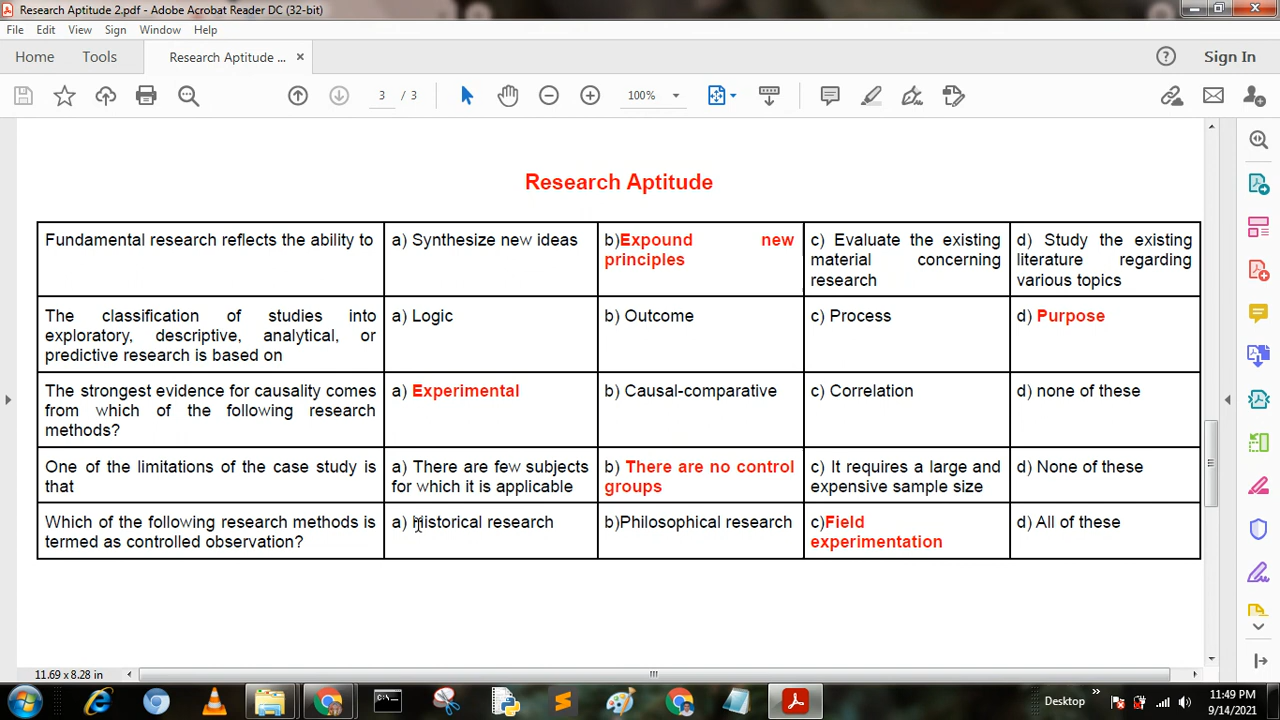 Research Aptitude 2.pdf - Adobe Acrobat Reader DC (32-bit)
File Edit View Sign Window Help
Home Tools Research Aptitude ... × Sign In
3 / 3 100%
Research Aptitude
Fundamental research reflects the ability to
a) Synthesize new ideas
b)Expound new
principles
c) Evaluate the existing
material concerning
research
d) Study the existing
literature regarding
various topics
The classification of studies into
exploratory, descriptive, analytical, or
predictive research is based on
a) Logic
b) Outcome
c) Process
d) Purpose
The strongest evidence for causality comes
from which of the following research
methods?
a) Experimental
b) Causal-comparative
c) Correlation
d) none of these
One of the limitations of the case study is
that
a) There are few subjects
for which it is applicable
b) There are no control
groups
c) It requires a large and
expensive sample size
d) None of these
Which of the following research methods is
termed as controlled observation?
a) Historical research
b)Philosophical research
c)Field
experimentation
d) All of these
11.69 x 8.28 in
Desktop
11:49 PM
9/14/2021